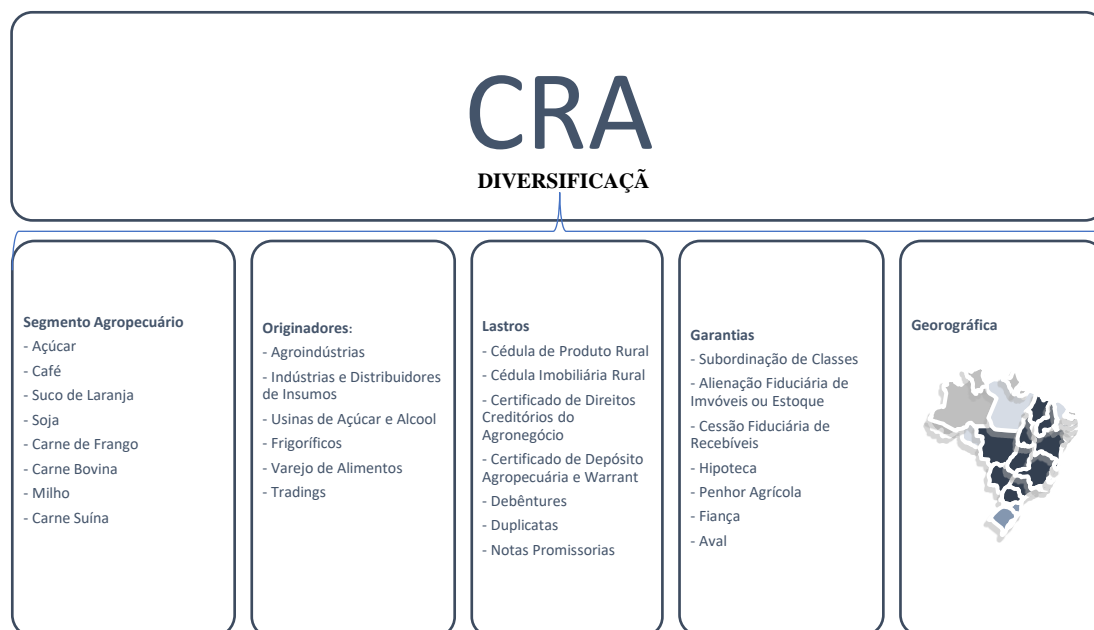 CRA
DIVERSIFICAÇÃ
Segmento Agropecuário
- Açúcar
- Café
- Suco de Laranja
- Soja
- Carne de Frango
- Carne Bovina
- Milho
- Carne Suína
Originadores:
- Agroindústrias
- Indústrias e Distribuidores
de Insumos
- Usinas de Açúcar e Alcool
- Frigoríficos
- Varejo de Alimentos
- Tradings
Lastros
- Cédula de Produto Rural
- Cédula Imobiliária Rural
- Certificado de Direitos
Creditórios do
Agronegócio
- Certificado de Depósito
Agropecuária e Warrant
- Debêntures
- Duplicatas
- Notas Promissorias
Garantias
- Subordinação de Classes
- Alienação Fiduciária de
Imvóveis ou Estoque
- Cessão Fiduciária de
Recebíveis
- Hipoteca
- Penhor Agrícola
- Fiança
- Aval
Georográfica